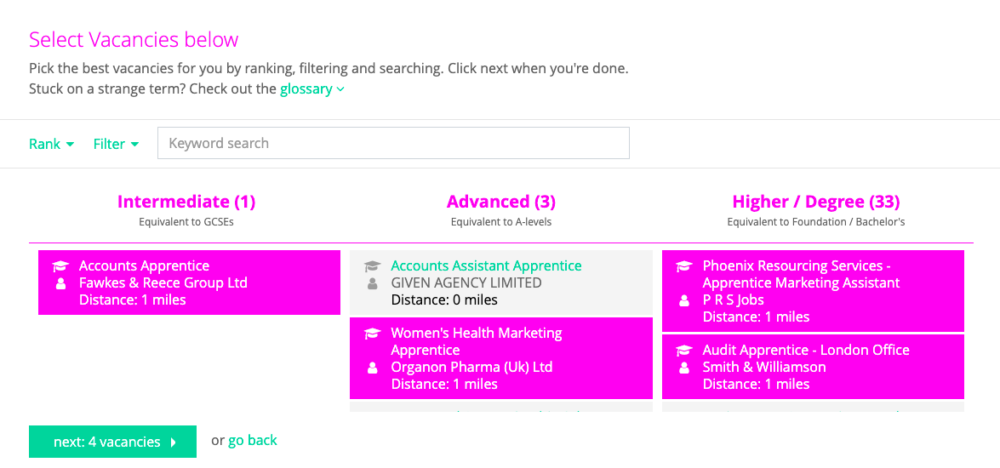 Select Vacancies below
Pick the best vacancies for you by ranking, filtering and searching. Click next when you're done.
Stuck on a strange term? Check out the glossary
Rank
Filter
Keyword search
Intermediate (1)
Equivalent to GCSEs
Accounts Apprentice
Fawkes & Reece Group Ltd
Distance: 1 miles
Advanced (3)
Equivalent to A-levels
Accounts Assistant Apprentice
GIVEN AGENCY LIMITED
Distance: 0 miles
Women's Health Marketing
Apprentice
Organon Pharma (Uk) Ltd
Distance: 1 miles
Higher / Degree (33)
Equivalent to Foundation / Bachelor's
Phoenix Resourcing Services -
Apprentice Marketing Assistant
P R S Jobs
Distance: 1 miles
Audit Apprentice - London Office
Smith & Williamson
Distance: 1 miles
next: 4 vacancies
or go back